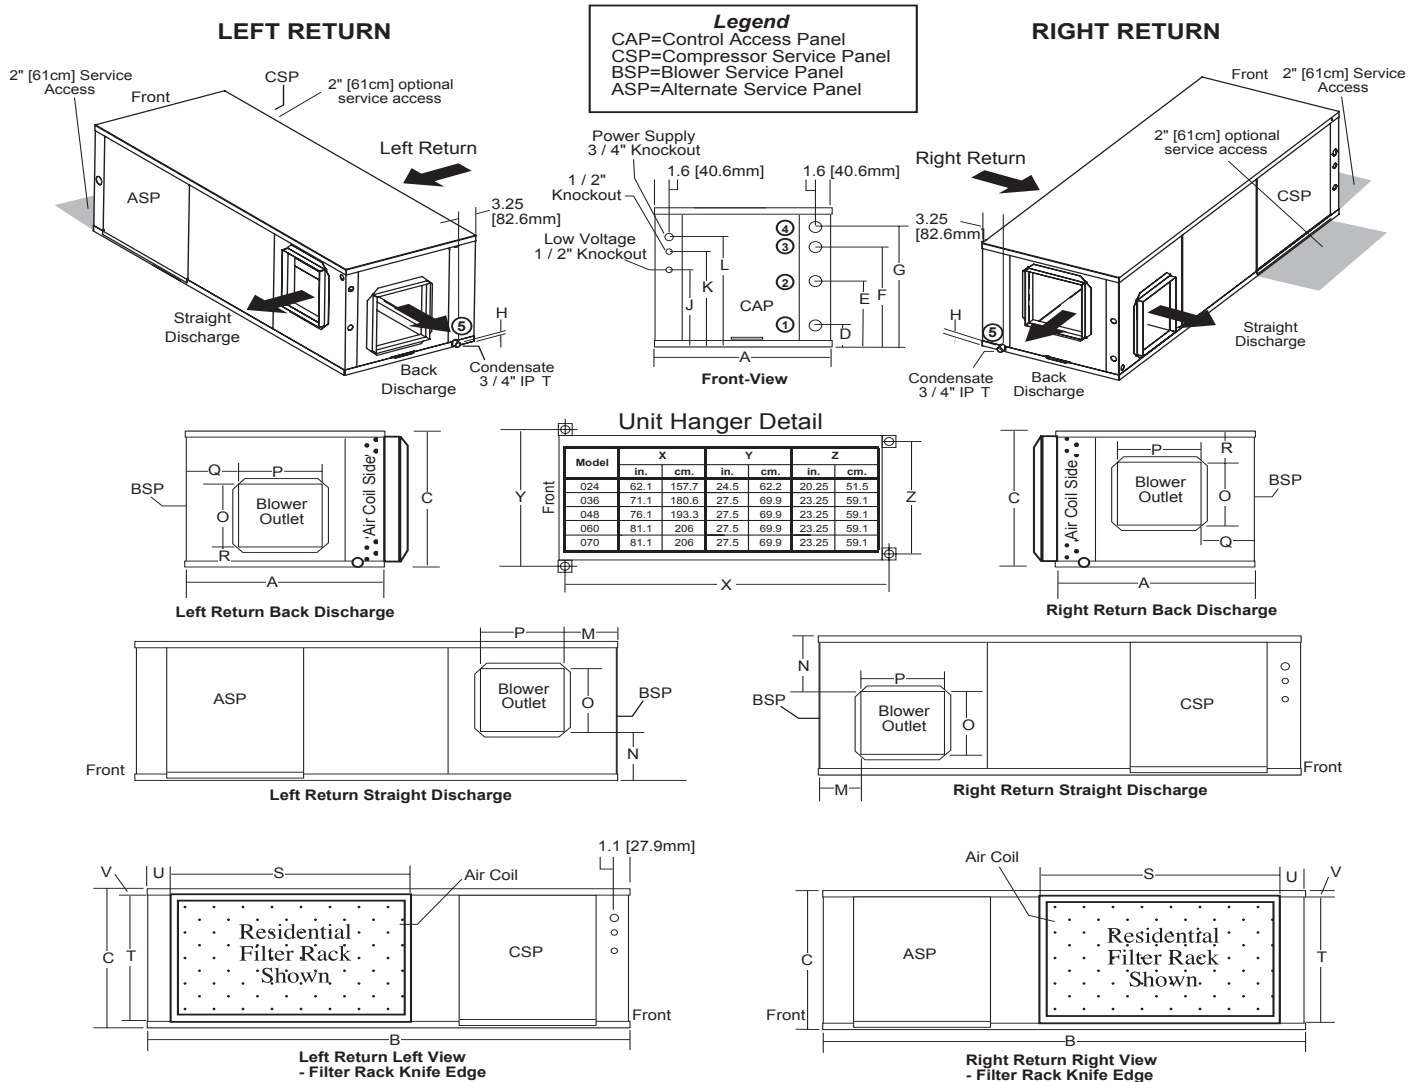 LEFT RETURN
Legend
CAP=Control Access Panel
CSP=Compressor Service Panel
BSP=Blower Service Panel
ASP=Alternate Service Panel
RIGHT RETURN
2" [61cm] Service
Access
Front
CSP
2" [61cm] optional
service access
Left Return
ASP
3.25
[82.6mm]
Straight
Discharge
H
5
Back
Discharge
Condensate
3 / 4" IP T
Power Supply
3 / 4" Knockout
1 / 2"
Knockout
Low Voltage
1 / 2" Knockout
1.6 [40.6mm]
1.6 [40.6mm]
4
3
2
1
L
K
J
CAP
G
F
E
D
A
Front-View
Front
2" [61cm] Service
Access
2" [61cm] optional
service access
Right Return
CSP
3.25
[82.6mm]
H
5
Straight
Discharge
Condensate
3 / 4" IP T
Back
Discharge
Q
P
BSP
O
Blower
Outlet
R
Air Coil Side
C
A
Left Return Back Discharge
Unit Hanger Detail
Y
Front
Model X Y Z
in. cm. in. cm. in. cm.
024 62.1 157.7 24.5 62.2 20.25 51.5
036 71.1 180.6 27.5 69.9 23.25 59.1
048 76.1 193.3 27.5 69.9 23.25 59.1
060 81.1 206 27.5 69.9 23.25 59.1
070 81.1 206 27.5 69.9 23.25 59.1
Z
X
C
Air Coil Side
P
R
Blower
Outlet
O
Q
BSP
A
Right Return Back Discharge
P
M
ASP
Blower
Outlet
O
BSP
N
Front
Left Return Straight Discharge
N
P
BSP
Blower
Outlet
O
CSP
M
Front
Right Return Straight Discharge
1.1 [27.9mm]
V
U
S
Air Coil
C
T
Residential
Filter Rack
Shown
CSP
Front
B
Left Return Left View
- Filter Rack Knife Edge
Air Coil
S
U
V
C
ASP
Residential
Filter Rack
Shown
T
Front
B
Right Return Right View
- Filter Rack Knife Edge